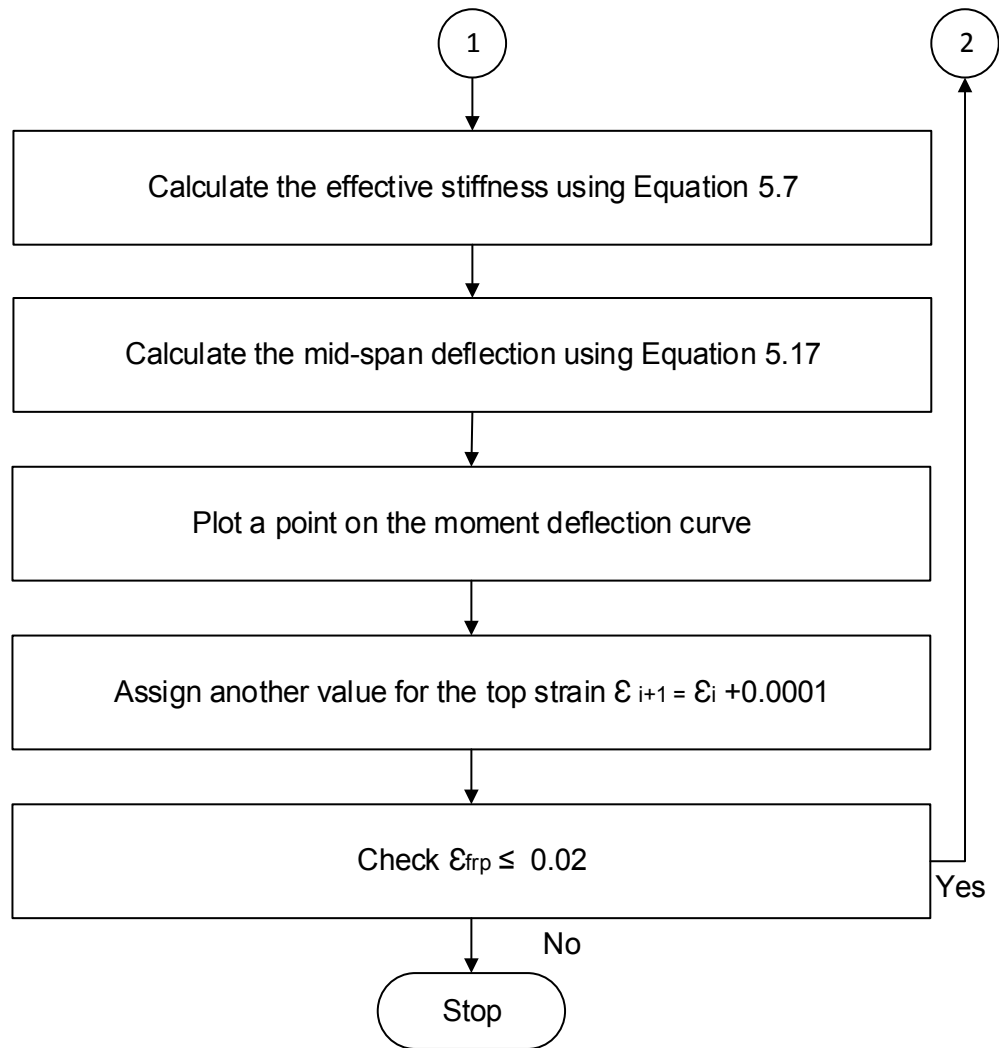 1
2
Calculate the effective stiffness using Equation 5.7
Calculate the mid-span deflection using Equation 5.17
Plot a point on the moment deflection curve
Assign another value for the top strain Ɛ i+1 = Ɛi +0.0001
Check Ɛfrp ≤ 0.02
Yes
No
Stop